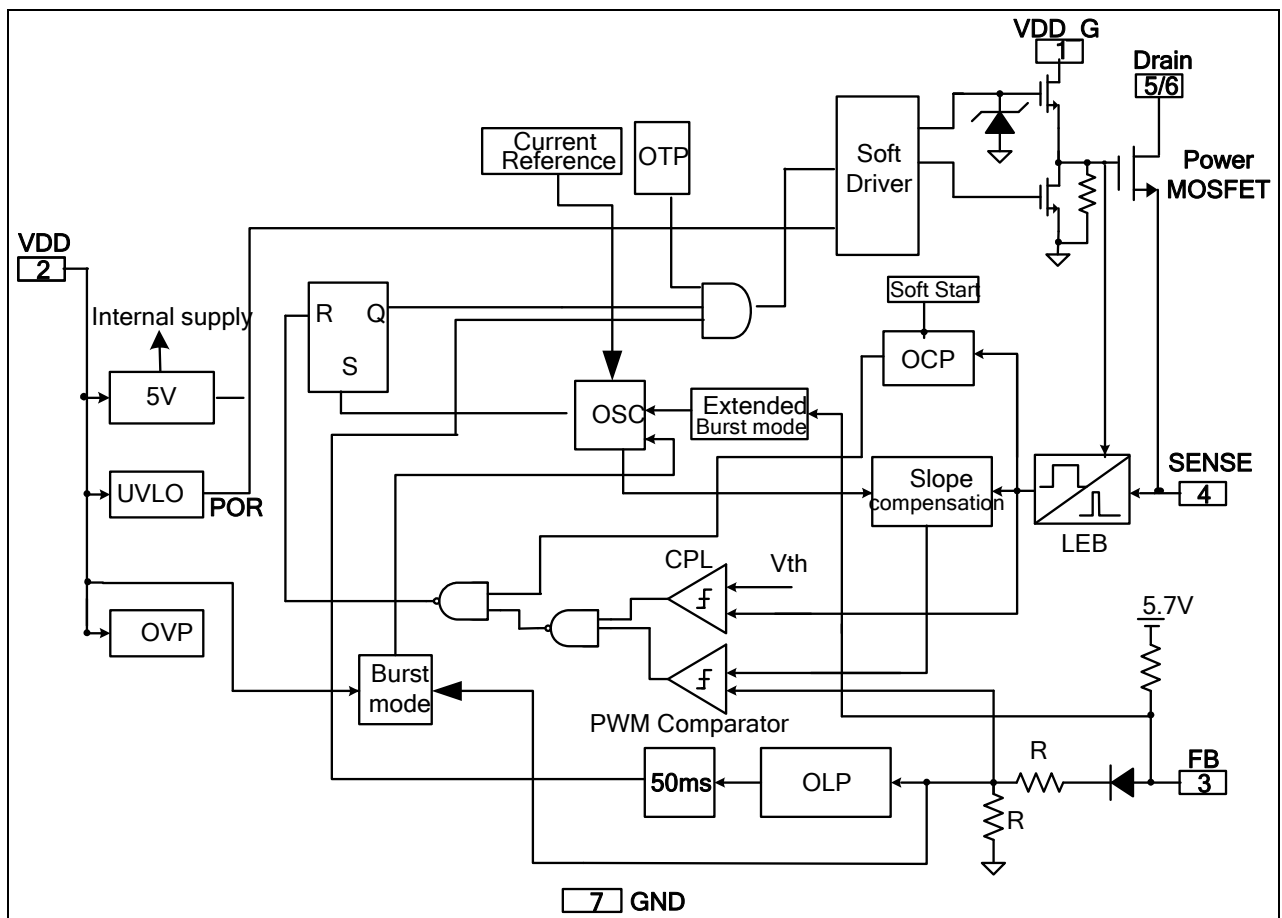 VDD_G
1
Drain
5/6
Current
Reference
OTP
Soft
Driver
Power
MOSFET
VDD
2
Internal supply
5V
R
Q
S
Soft Start
OCP
OSC
Extended
Burst mode
UVLO
POR
Slope
compensation
SENSE
4
LEB
CPL
Vth
OVP
5.7V
Burst
mode
PWM Comparator
50ms
OLP
R
FB
3
R
7
GND